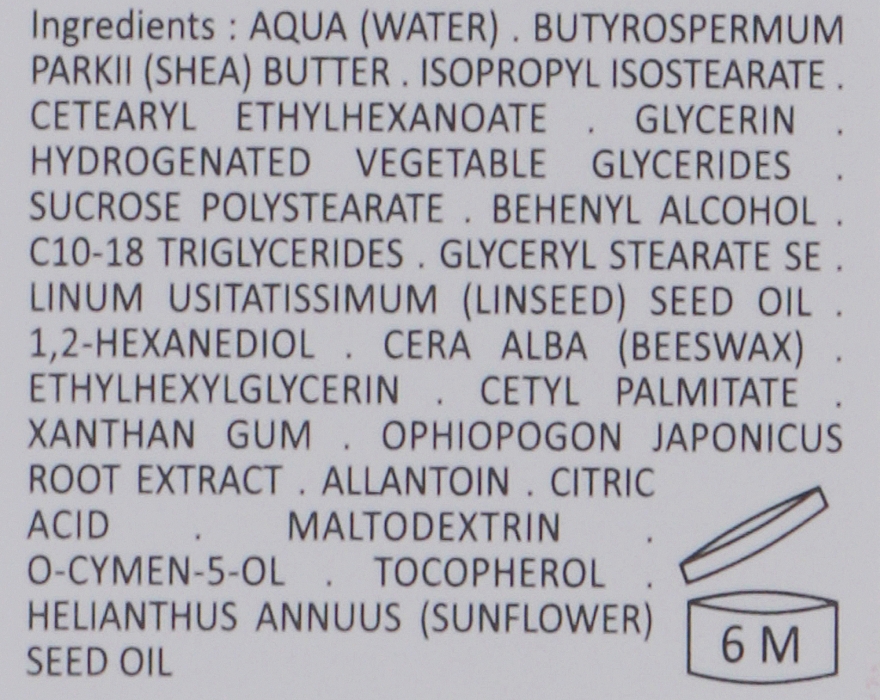 Ingredients : AQUA (WATER) . BUTYROSPERMUM
PARKII (SHEA) BUTTER . ISOPROPYL ISOSTEARATE .
CETEARYL ETHYLHEXANOATE . GLYCERIN .
HYDROGENATED VEGETABLE GLYCERIDES .
SUCROSE POLYSTEARATE . BEHENYL ALCOHOL .
C10-18 TRIGLYCERIDES . GLYCERYL STEARATE SE .
LINUM USITATISSIMUM (LINSEED) SEED OIL .
1,2-HEXANEDIOL . CERA ALBA (BEESWAX) .
ETHYLHEXYLGLYCERIN . CETYL PALMITATE .
XANTHAN GUM . OPHIOPOGON JAPONICUS
ROOT EXTRACT . ALLANTOIN . CITRIC
ACID . MALTODEXTRIN .
O-CYMEN-5-OL . TOCOPHEROL .
HELIANTHUS ANNUUS (SUNFLOWER)
SEED OIL
6 M